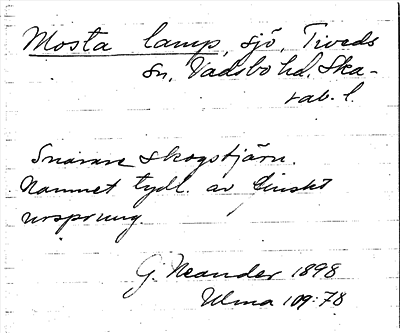 Mosta lamp, sjö, Tiveds
sn, Vadsbo hd, Ska-
rab. l.
Snarare skogstjärn.
Namnet tydl. av finskt
ursprung.
G. Neander 1898
Ulma 109:78